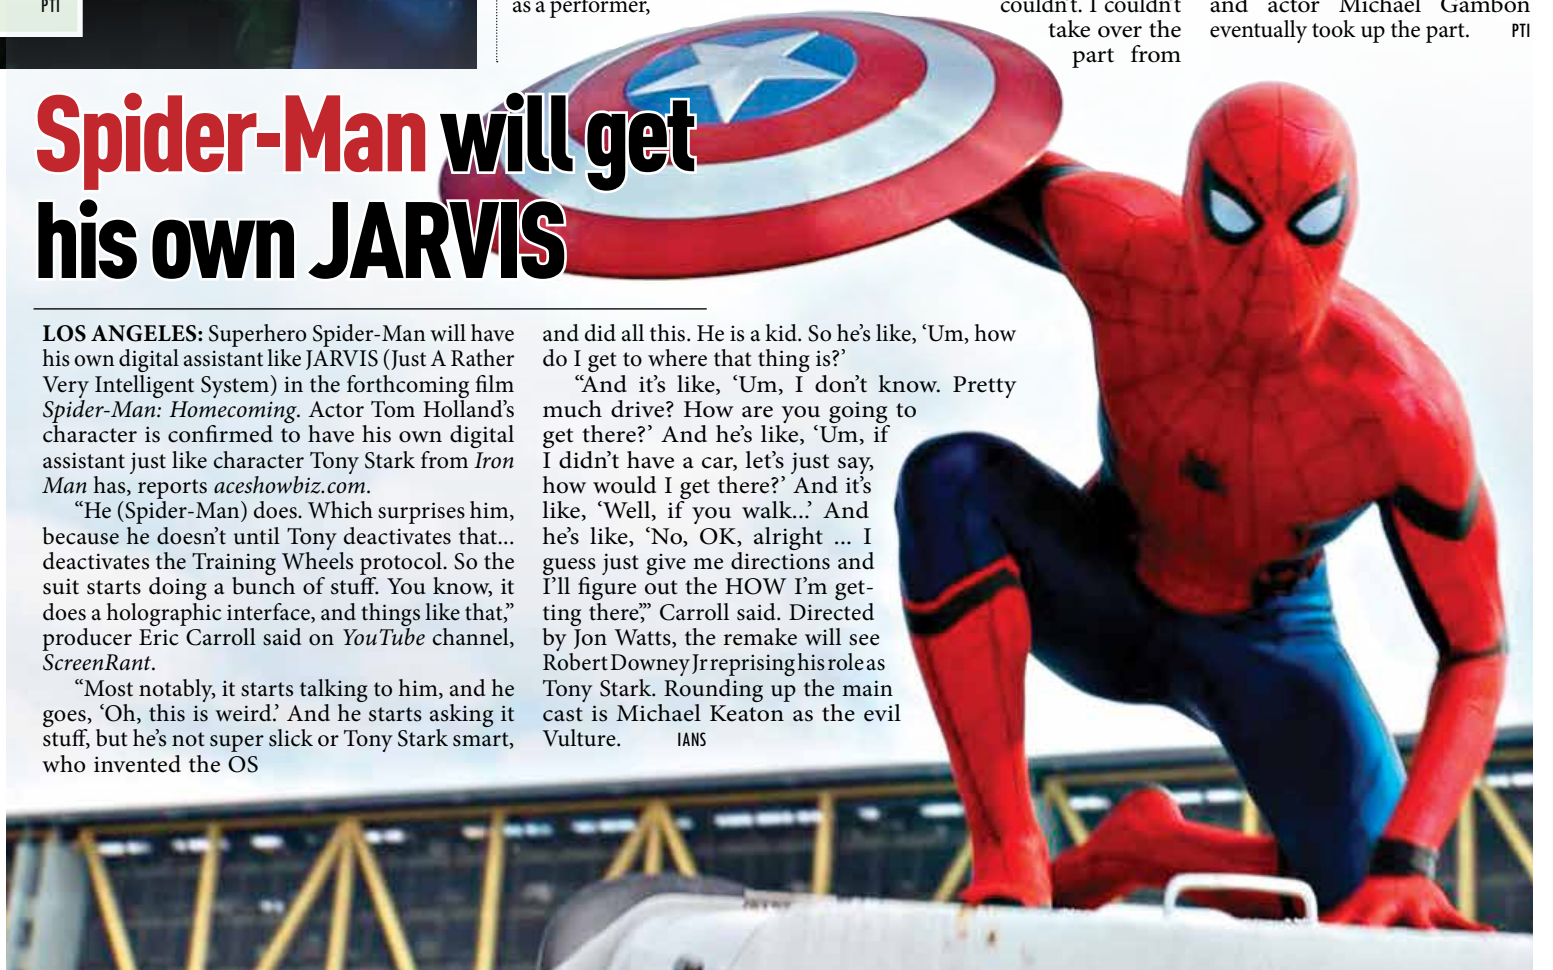 PTI
as a performer,
couldn't. I couldn't
take over the
part from
and actor Michael Gambon
eventually took up the part. PTI
Spider-Man will get
his own JARVIS
LOS ANGELES: Superhero Spider-Man will have
his own digital assistant like JARVIS (Just A Rather
Very Intelligent System) in the forthcoming film
Spider-Man: Homecoming. Actor Tom Holland's
character is confirmed to have his own digital
assistant just like character Tony Stark from Iron
Man has, reports aceshowbiz.com.
“He (Spider-Man) does. Which surprises him,
because he doesn't until Tony deactivates that...
deactivates the Training Wheels protocol. So the
suit starts doing a bunch of stuff. You know, it
does a holographic interface, and things like that,”
producer Eric Carroll said on YouTube channel,
ScreenRant.
“Most notably, it starts talking to him, and he
goes, ‘Oh, this is weird.’ And he starts asking it
stuff, but he's not super slick or Tony Stark smart,
who invented the OS
and did all this. He is a kid. So he's like, ‘Um, how
do I get to where that thing is?’
“And it's like, ‘Um, I don't know. Pretty
much drive? How are you going to
get there?’ And he's like, ‘Um, if
I didn't have a car, let's just say,
how would I get there?’ And it's
like, ‘Well, if you walk...’ And
he's like, ‘No, OK, alright ... I
guess just give me directions and
I'll figure out the HOW I'm get-
ting there’,” Carroll said. Directed
by Jon Watts, the remake will see
Robert Downey Jr reprising his role as
Tony Stark. Rounding up the main
cast is Michael Keaton as the evil
Vulture. IANS